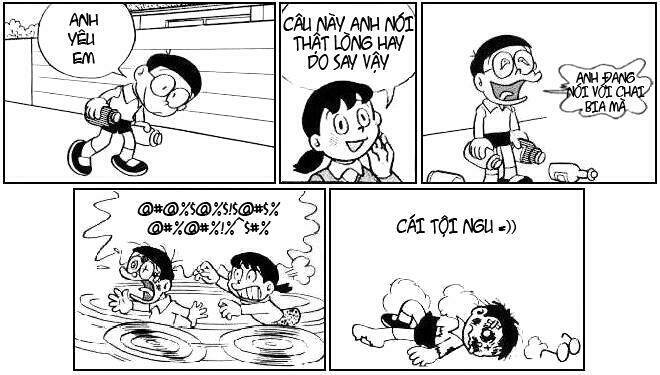 ANH
YÊU
EM
CÂU NÀY ANH NÓI
THẬT LÒNG HAY
DO SAY VẬY
ANH ĐANG
NÓI VỚI CHAI
BIA MÀ
@#@%$@%$!$@#$%
@#%@#%!%^$#%
CÁI TỘI NGU =))